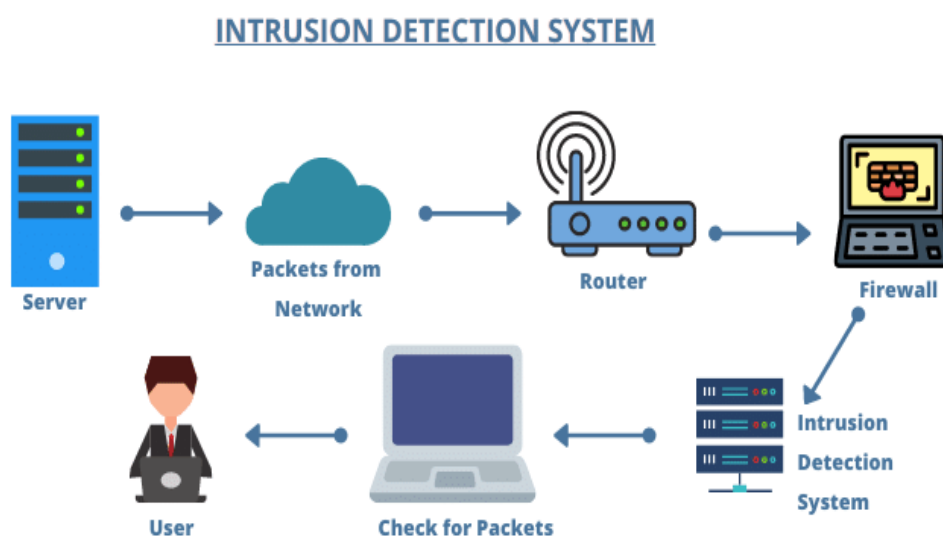 INTRUSION DETECTION SYSTEM
Server
Packets from
Network
Router
Firewall
User
Check for Packets
Intrusion
Detection
System